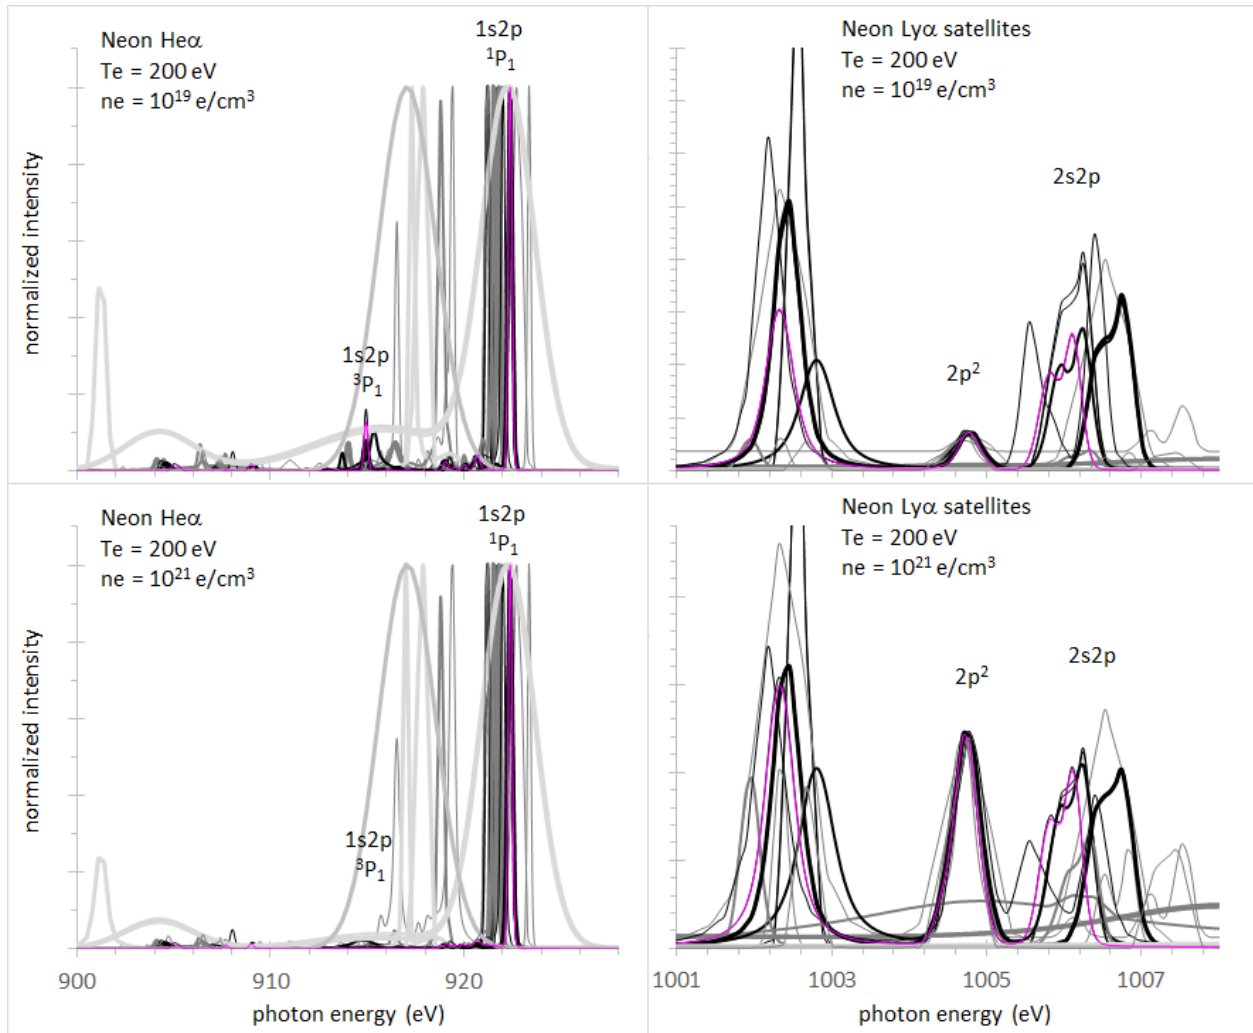 Neon Heα
Te = 200 eV
ne = 10¹⁹ e/cm³
1s2p
¹P₁
1s2p
³P₁
normalized intensity
Neon Lyα satellites
Te = 200 eV
ne = 10¹⁹ e/cm³
2s2p
2p²
Neon Heα
Te = 200 eV
ne = 10²¹ e/cm³
1s2p
¹P₁
1s2p
³P₁
normalized intensity
900 910 920
photon energy (eV)
Neon Lyα satellites
Te = 200 eV
ne = 10²¹ e/cm³
2s2p
2p²
1001 1003 1005 1007
photon energy (eV)